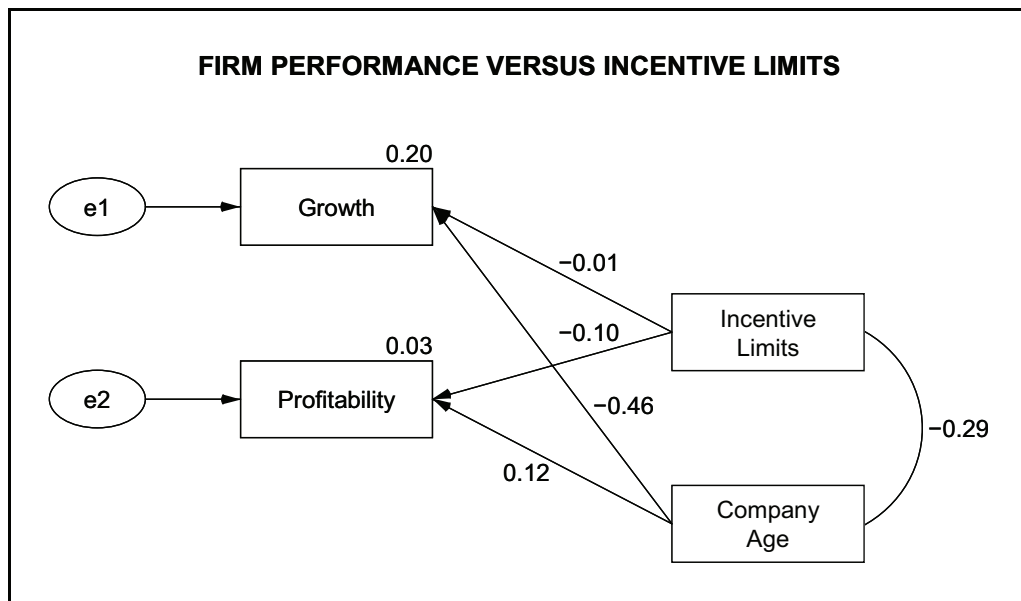 FIRM PERFORMANCE VERSUS INCENTIVE LIMITS
0.20
e1
Growth
−0.01
Incentive
Limits
−0.10
0.03
e2
Profitability
−0.46
−0.29
0.12
Company
Age